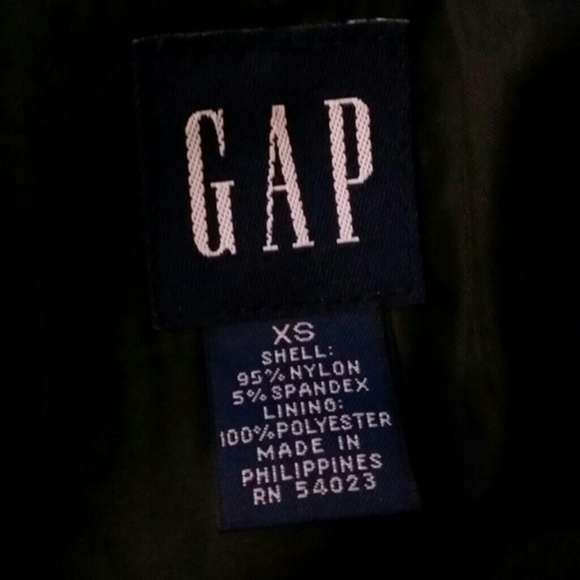 GAP
XS
SHELL:
95% NYLON
5% SPANDEX
LINING:
100% POLYESTER
MADE IN
PHILIPPINES
RN 54023